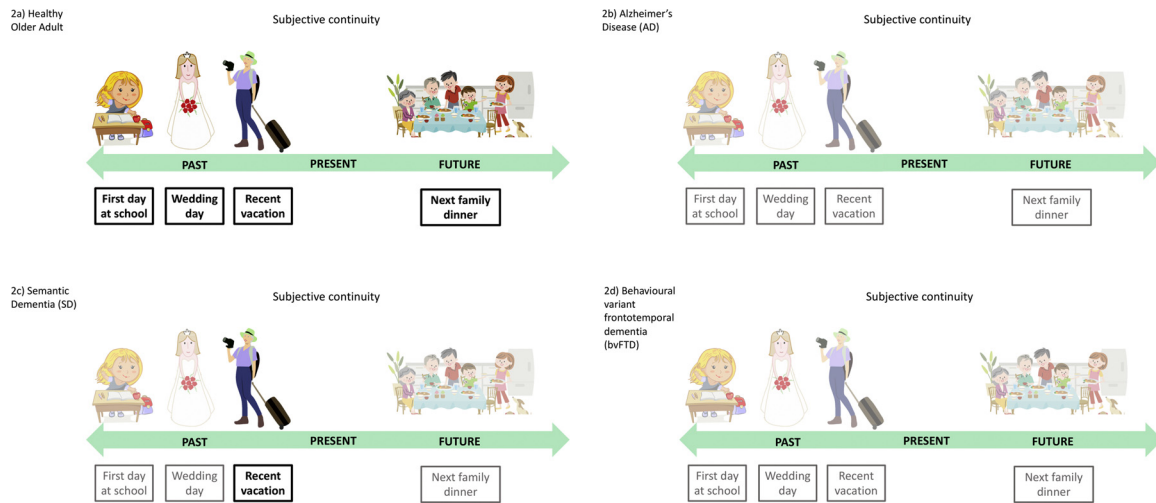 2a) Healthy
Older Adult
Subjective continuity
PAST
PRESENT
FUTURE
First day
at school
Wedding
day
Recent
vacation
Next family
dinner
2b) Alzheimer's
Disease (AD)
Subjective continuity
PAST
PRESENT
FUTURE
First day
at school
Wedding
day
Recent
vacation
Next family
dinner
2c) Semantic
Dementia (SD)
Subjective continuity
PAST
PRESENT
FUTURE
First day
at school
Wedding
day
Recent
vacation
Next family
dinner
2d) Behavioural
variant
frontotemporal
dementia
(bvFTD)
Subjective continuity
PAST
PRESENT
FUTURE
First day
at school
Wedding
day
Recent
vacation
Next family
dinner